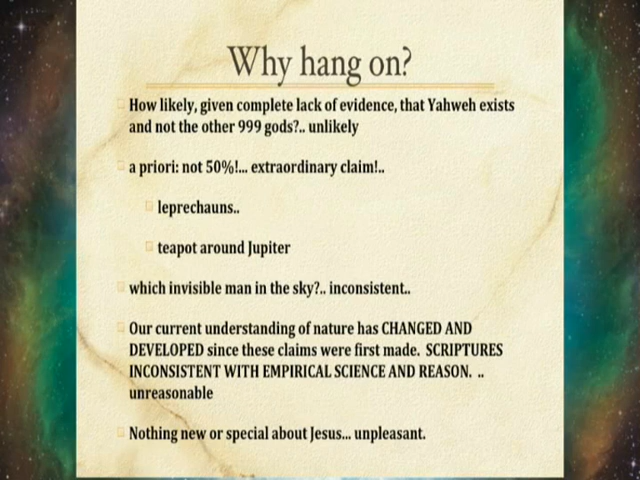 Why hang on?
How likely, given complete lack of evidence, that Yahweh exists
and not the other 999 gods?.. unlikely
a priori: not 50%!... extraordinary claim!..
leprechauns..
teapot around Jupiter
which invisible man in the sky?.. inconsistent..
Our current understanding of nature has CHANGED AND
DEVELOPED since these claims were first made. SCRIPTURES
INCONSISTENT WITH EMPIRICAL SCIENCE AND REASON. ..
unreasonable
Nothing new or special about Jesus... unpleasant.